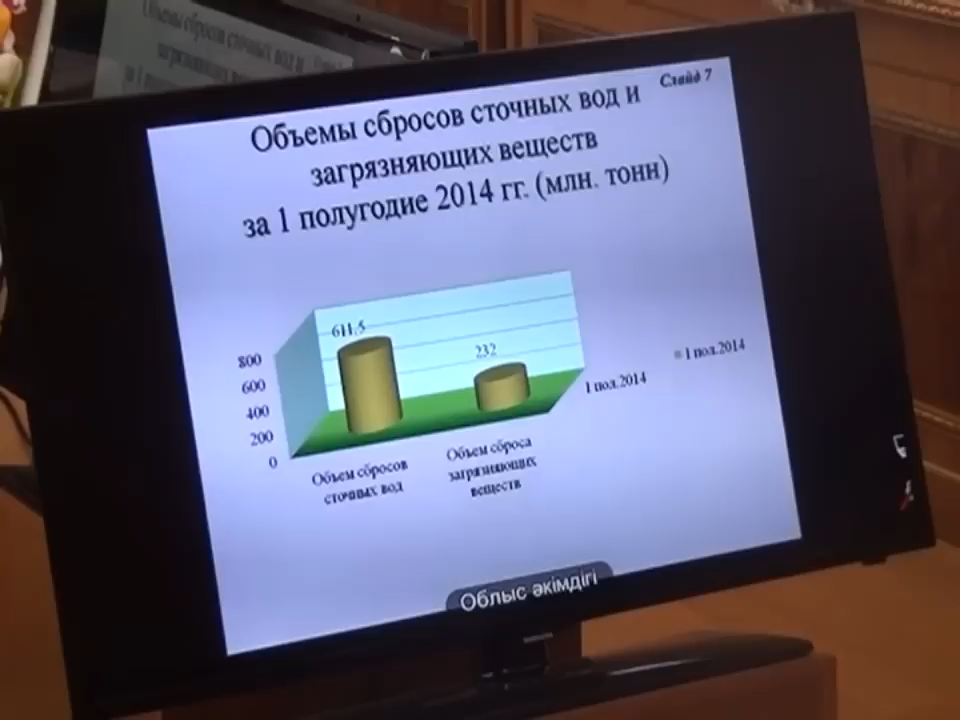 Слайд 7
Объемы сбросов сточных вод и
загрязняющих веществ
за 1 полугодие 2014 гг. (млн. тонн)
611,5
232
800
600
400
200
0
1 пол.2014
1 пол.2014
Объем сбросов
сточных вод
Объем сброса
загрязняющих
веществ
Облыс әкімдігі